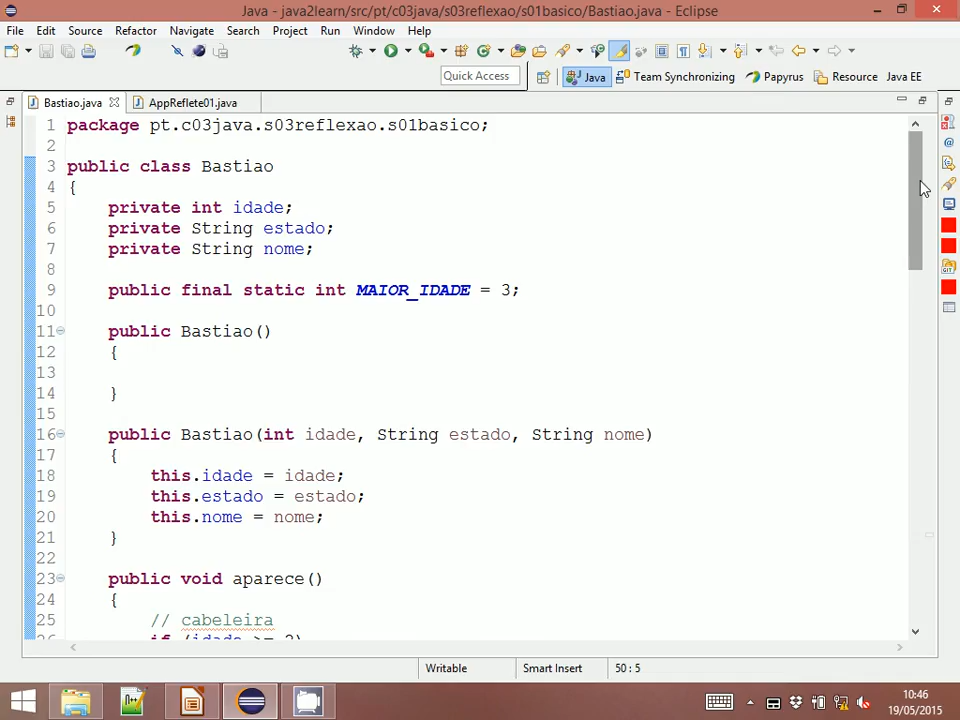 Java - java2learn/src/pt/c03java/s03reflexao/s01basico/Bastiao.java - Eclipse
File Edit Source Refactor Navigate Search Project Run Window Help
Quick Access
Java
Team Synchronizing
Papyrus
Resource
Java EE
Bastiao.java
AppReflete01.java
1 package pt.c03java.s03reflexao.s01basico;
2
3 public class Bastiao
4 {
5 private int idade;
6 private String estado;
7 private String nome;
8
9 public final static int MAIOR_IDADE = 3;
10
11 public Bastiao()
12 {
13
14 }
15
16 public Bastiao(int idade, String estado, String nome)
17 {
18 this.idade = idade;
19 this.estado = estado;
20 this.nome = nome;
21 }
22
23 public void aparece()
24 {
25 // cabeleira
26 if (idade >= 2)
Writable
Smart Insert
50 : 5
10:46
19/05/2015